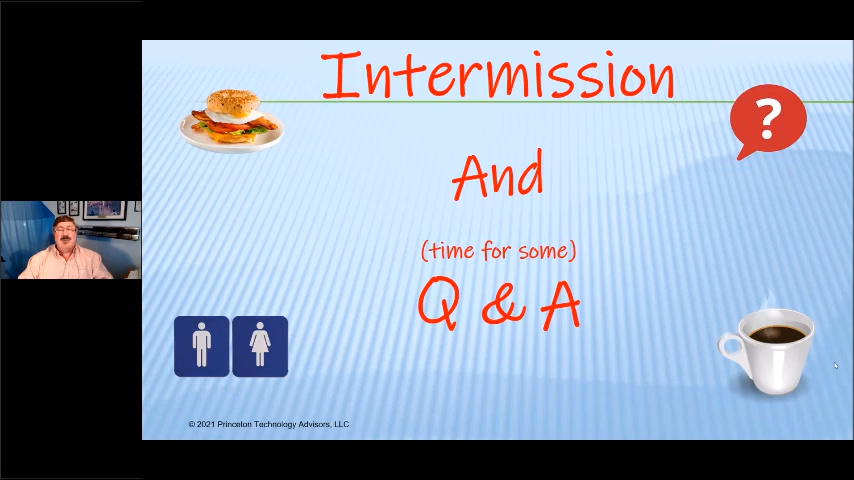 Intermission
?
And
(time for some)
Q & A
© 2021 Princeton Technology Advisors, LLC